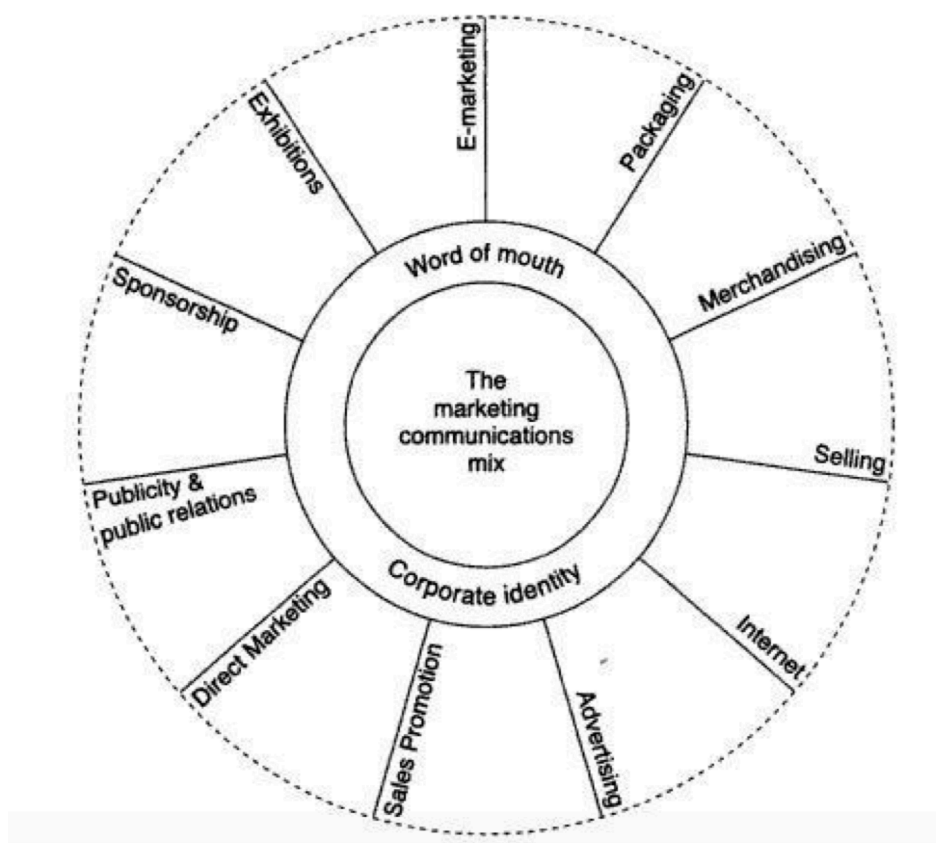 E-marketing
Packaging
Merchandising
Selling
Internet
Advertising
Sales Promotion
Direct Marketing
Publicity &
public relations
Sponsorship
Exhibitions
Word of mouth
The
marketing
communications
mix
Corporate identity